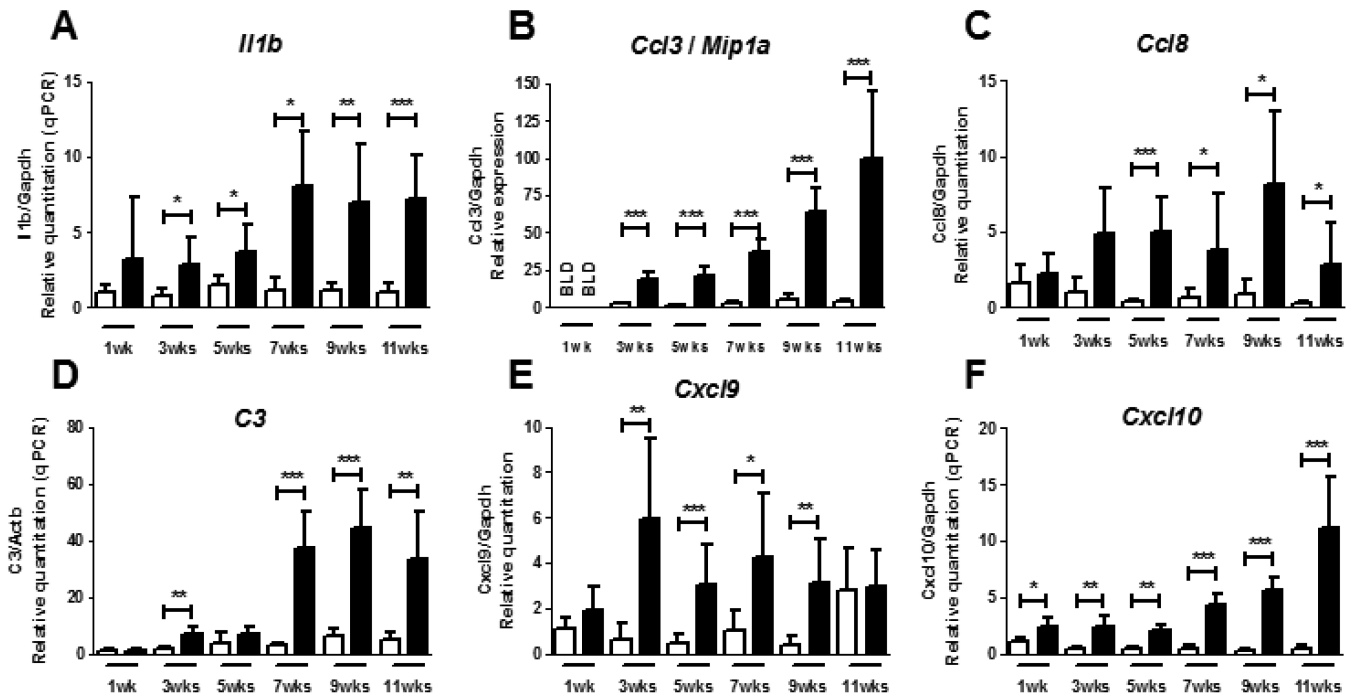 A
Il1b
Il1b/Gapdh
Relative quantitation (qPCR)
15
10
5
0
*
*
*
**
***
1wk
3wks
5wks
7wks
9wks
11wks
B
Ccl3 / Mip1a
Ccl3/Gapdh
Relative expression
150
125
100
75
50
25
0
BLD
BLD
***
***
***
***
***
1wk
3wks
5wks
7wks
9wks
11wks
C
Ccl8
Ccl8/Gapdh
Relative quantitation
15
10
5
0
***
*
*
*
1wk
3wks
5wks
7wks
9wks
11wks
D
C3
C3/Actb
Relative quantitation (qPCR)
80
60
40
20
0
**
***
***
**
1wk
3wks
5wks
7wks
9wks
11wks
E
Cxcl9
Cxcl9/Gapdh
Relative quantitation
10
8
6
4
2
0
**
***
*
**
1wk
3wks
5wks
7wks
9wks
11wks
F
Cxcl10
Cxcl10/Gapdh
Relative quantitation (qPCR)
20
15
10
5
0
*
**
**
***
***
***
1wk
3wks
5wks
7wks
9wks
11wks